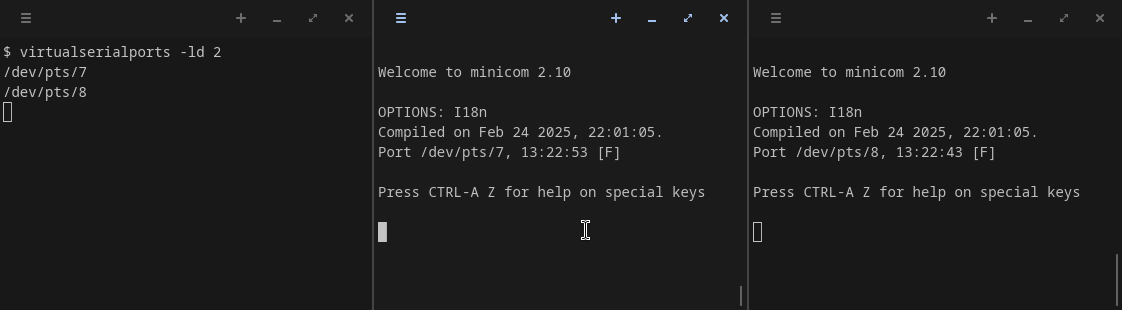 $ virtualserialports -ld 2
/dev/pts/7
/dev/pts/8
Welcome to minicom 2.10
OPTIONS: I18n
Compiled on Feb 24 2025, 22:01:05.
Port /dev/pts/7, 13:22:53 [F]
Press CTRL-A Z for help on special keys
Welcome to minicom 2.10
OPTIONS: I18n
Compiled on Feb 24 2025, 22:01:05.
Port /dev/pts/8, 13:22:43 [F]
Press CTRL-A Z for help on special keys